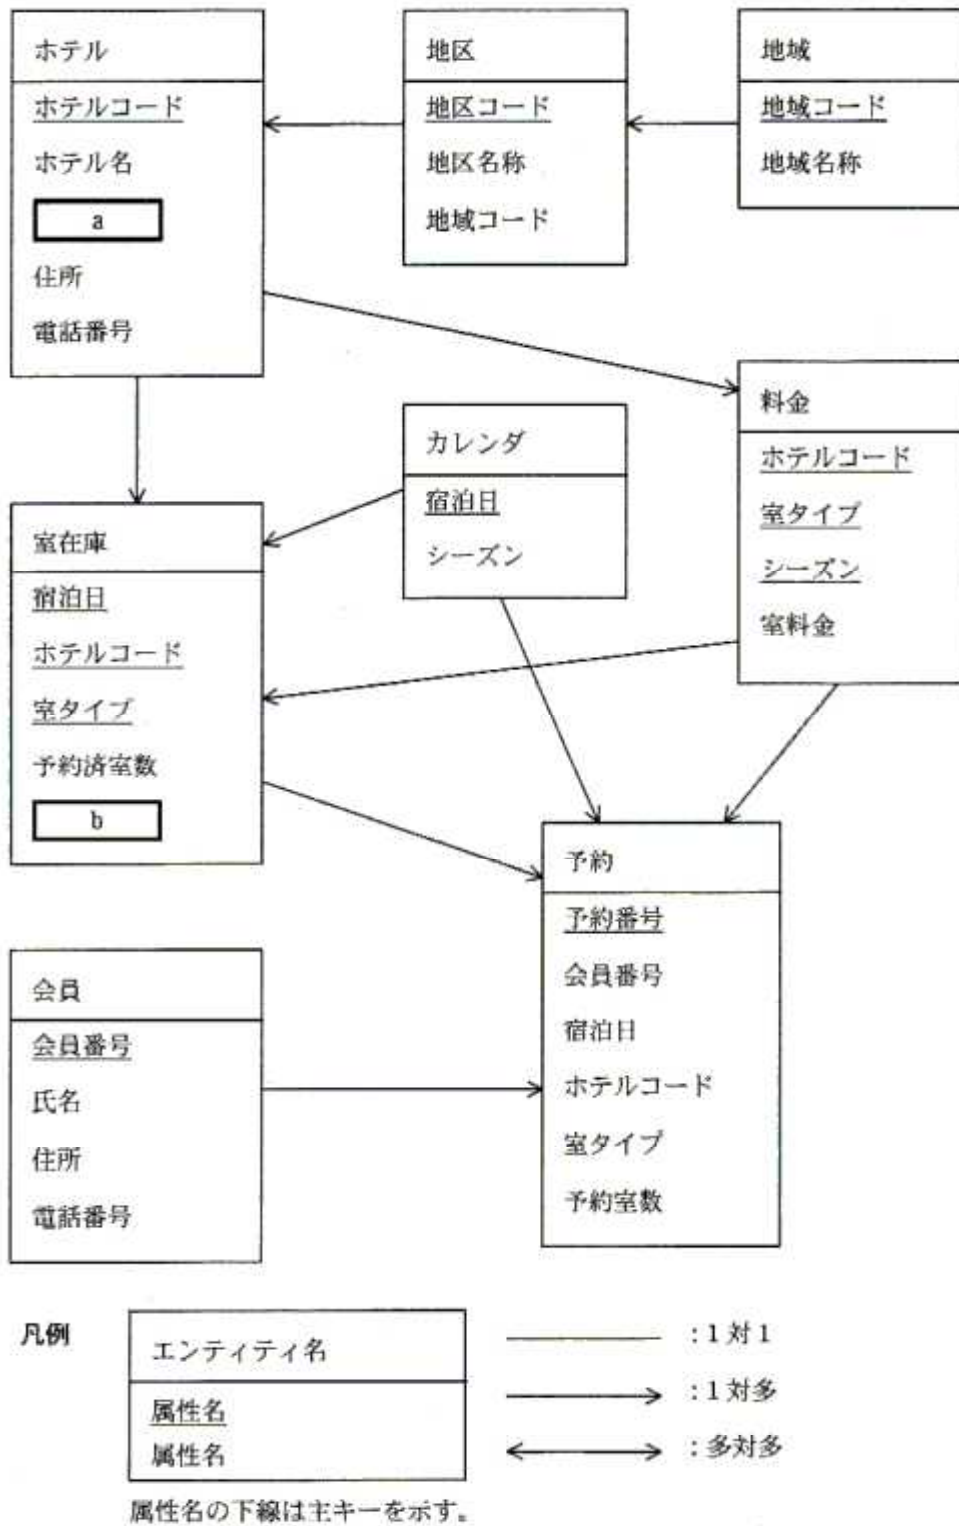 ホテル
ホテルコード
ホテル名
a
住所
電話番号
地区
地区コード
地区名称
地域コード
地域
地域コード
地域名称
料金
ホテルコード
室タイプ
シーズン
室料金
カレンダ
宿泊日
シーズン
室在庫
宿泊日
ホテルコード
室タイプ
予約済室数
b
予約
予約番号
会員番号
宿泊日
ホテルコード
室タイプ
予約室数
会員
会員番号
氏名
住所
電話番号
凡例
エンティティ名
属性名
属性名
:1対1
:1対多
:多対多
属性名の下線は主キーを示す。